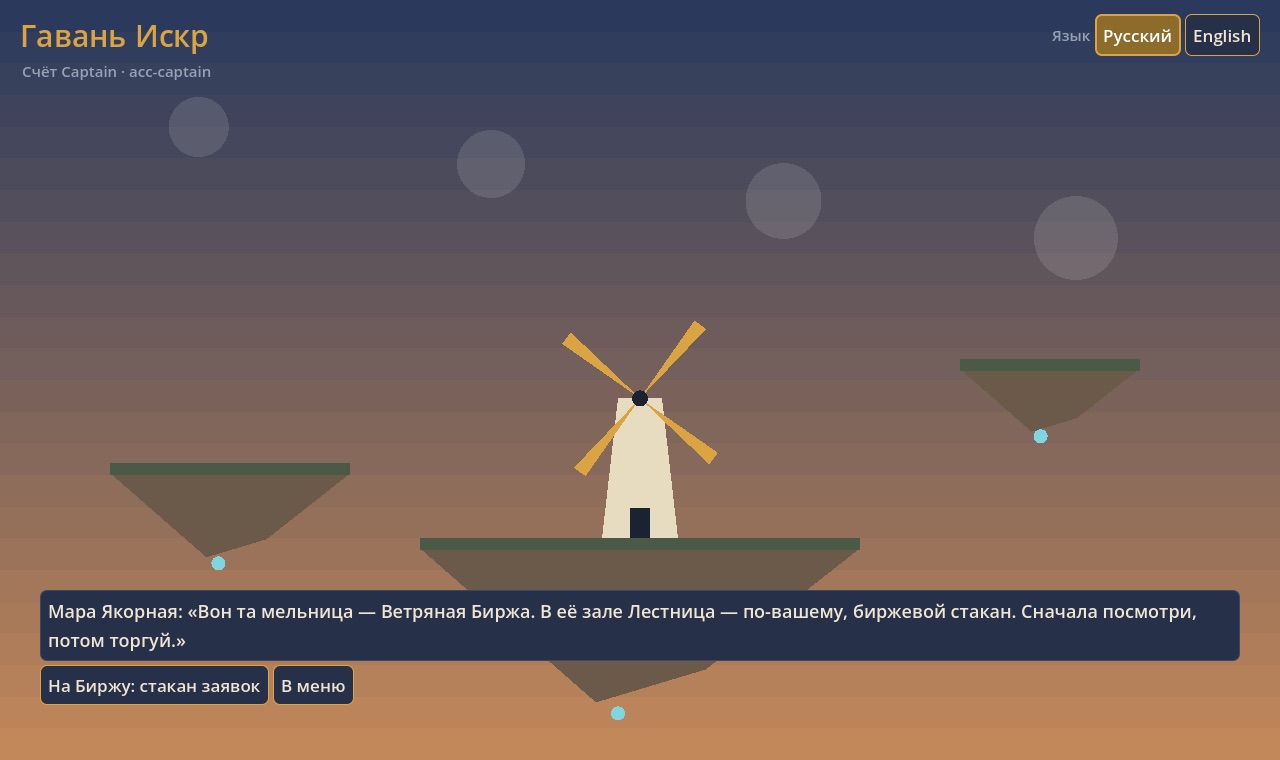 Гавань Искр
Язык Русский English
Счёт Captain · acc-captain
Мара Якорная: «Вон та мельница — Ветряная Биржа. В её зале Лестница — по-вашему, биржевой стакан. Сначала посмотри,
потом торгуй.»
На Биржу: стакан заявок В меню